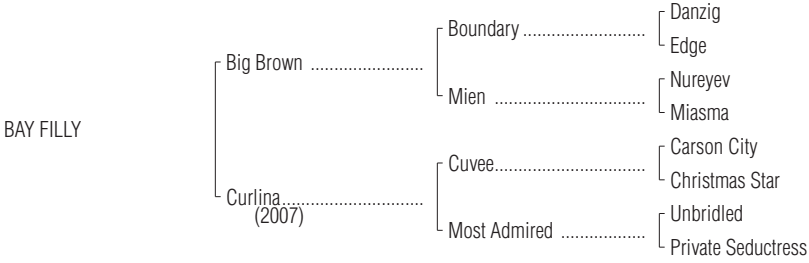 Danzig
Boundary ..........................
Edge
Big Brown ........................
Nureyev
Mien ................................
Miasma
BAY FILLY
Carson City
Cuvee................................
Christmas Star
Curlina..............................
(2007)
Unbridled
Most Admired ..................
Private Seductress